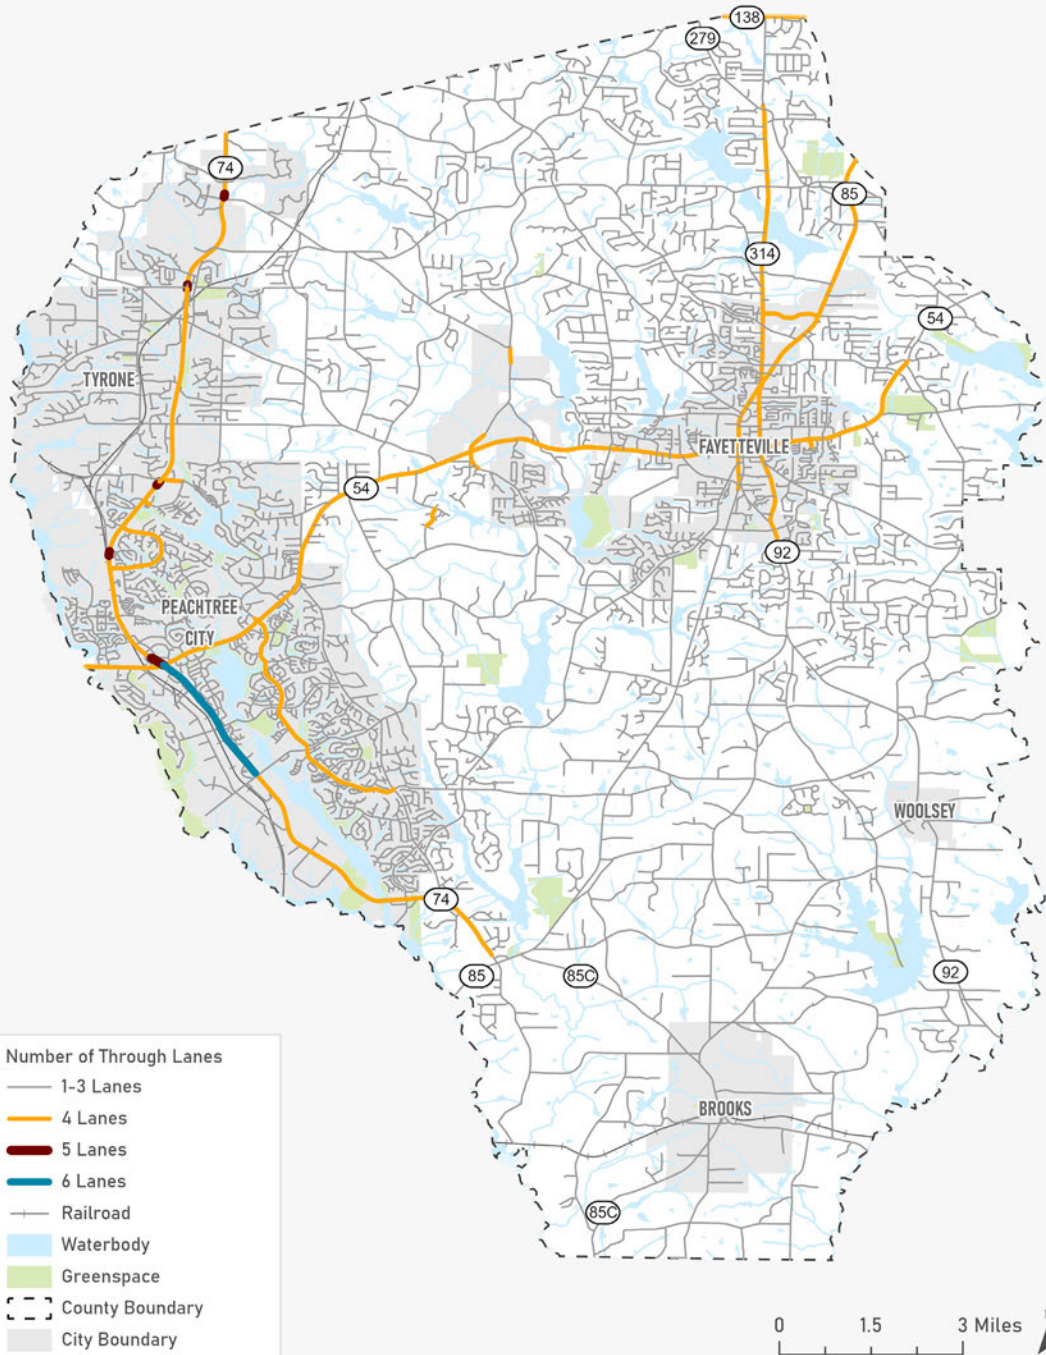 138
279
74
85
314
54
TYRONE
FAYETTEVILLE
54
92
PEACHTREE
CITY
WOOLSEY
74
85
85C
92
BROOKS
85C
Number of Through Lanes
1-3 Lanes
4 Lanes
5 Lanes
6 Lanes
Railroad
Waterbody
Greenspace
County Boundary
City Boundary
0 1.5 3 Miles